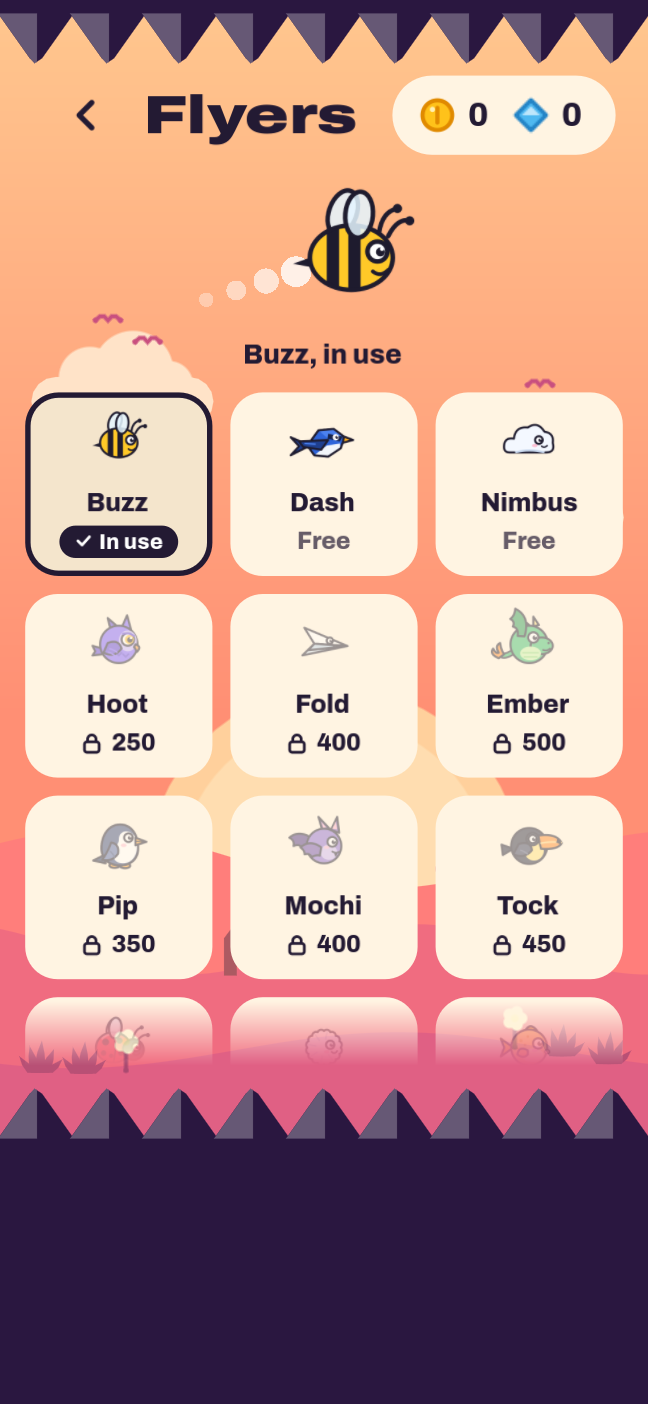 Flyers
0 0
Buzz, in use
Buzz Dash Nimbus
In use Free Free
Hoot Fold Ember
250 400 500
Pip Mochi Tock
350 400 450